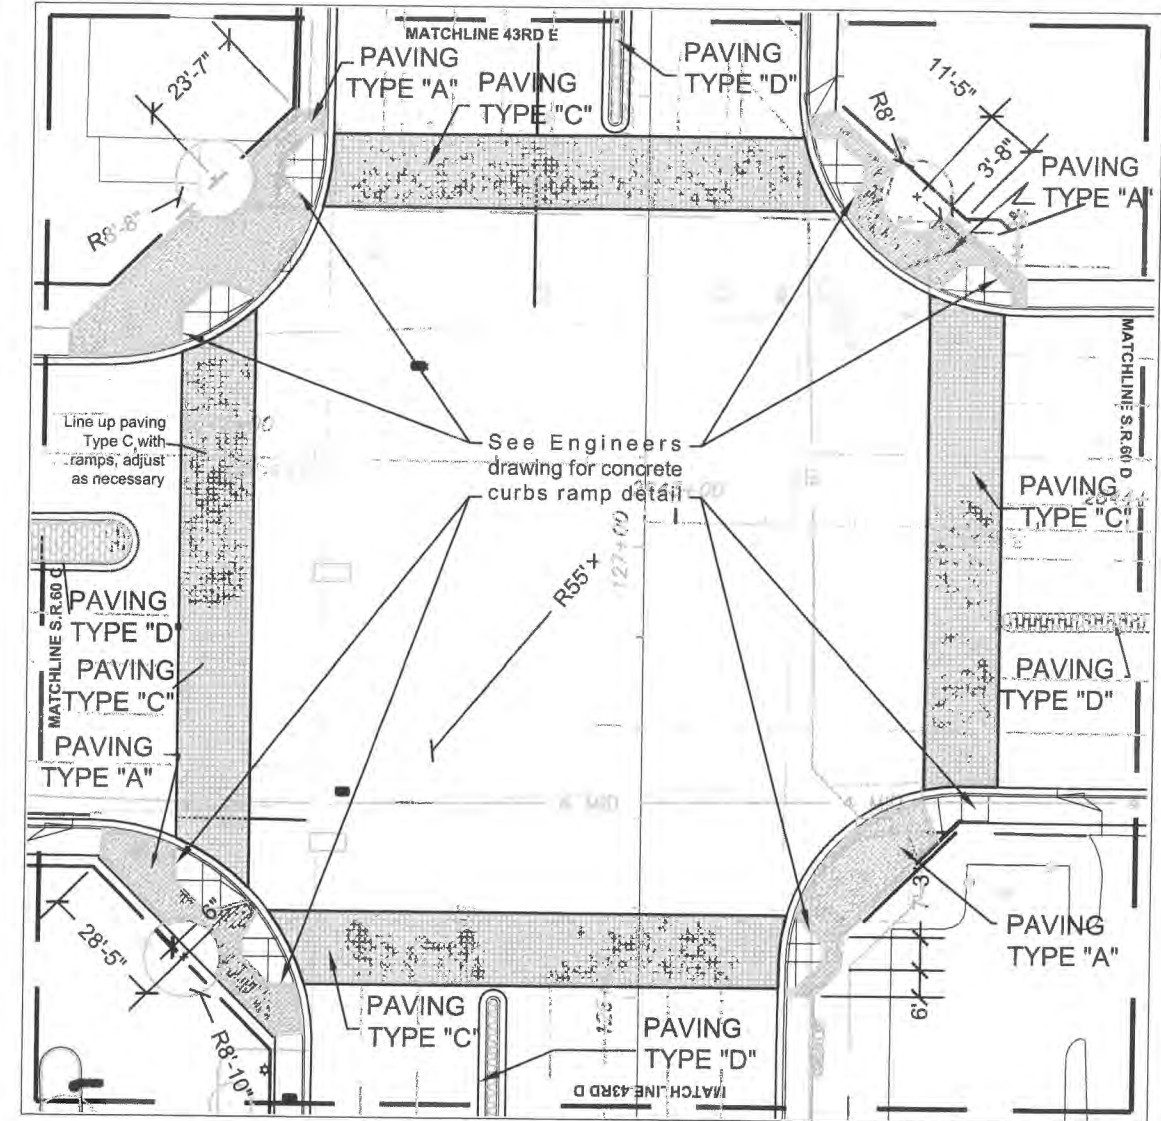 MATCHLINE 43RD E
PAVING
TYPE "A"
PAVING
TYPE "C"
PAVING
TYPE "D"
23'-7"
R8'-8"
11'-5"
R8'
3'-8"
PAVING
TYPE "A"
MATCHLINE S.R.60 D
Line up paving
Type C, with
ramps, adjust
as necessary
See Engineers
drawing for concrete
curbs ramp detail
127+00
R55'
PAVING
TYPE "C"
PAVING
TYPE "D"
MATCHLINE S.R.60 C
PAVING
TYPE "D"
PAVING
TYPE "C"
PAVING
TYPE "A"
6"
28'-5"
R8'-10"
PAVING
TYPE "C"
PAVING
TYPE "D"
MATCHLINE 43RD D
6'
PAVING
TYPE "A"